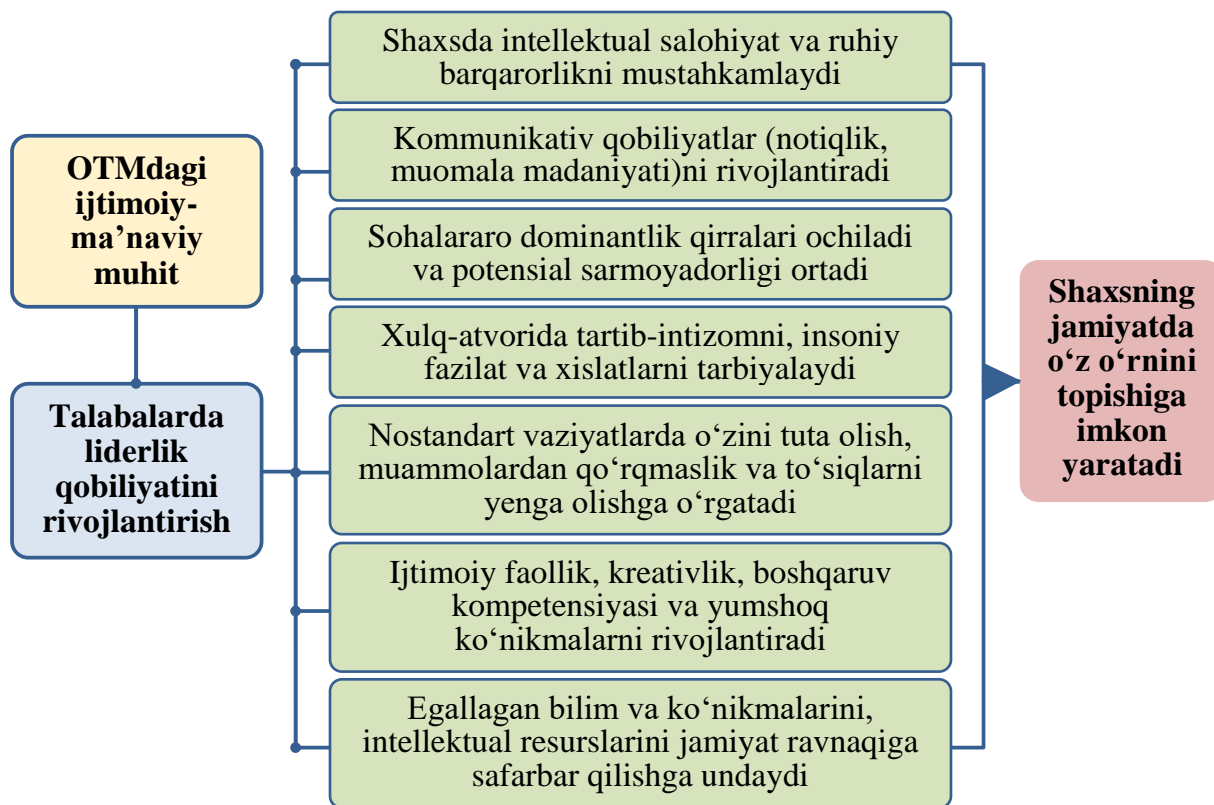 OTMdagi
ijtimoiy-
ma’naviy
muhit
Talabalarda
liderlik
qobiliyatini
rivojlantirish
Shaxsda intellektual salohiyat va ruhiy
barqarorlikni mustahkamlaydi
Kommunikativ qobiliyatlar (notiqlik,
muomala madaniyati)ni rivojlantiradi
Sohalararo dominantlik qirralari ochiladi
va potensial sarmoyadorligi ortadi
Xulq-atvorida tartib-intizomni, insoniy
fazilat va xislatlarni tarbiyalaydi
Nostandart vaziyatlarda o‘zini tuta olish,
muammolardan qo‘rqmaslik va to‘siqlarni
yenga olishga o‘rgatadi
Ijtimoiy faollik, kreativlik, boshqaruv
kompetensiyasi va yumshoq
ko‘nikmalarni rivojlantiradi
Egallagan bilim va ko‘nikmalarini,
intellektual resurslarini jamiyat ravnaqiga
safarbar qilishga undaydi
Shaxsning
jamiyatda
o‘z o‘rnini
topishiga
imkon
yaratadi